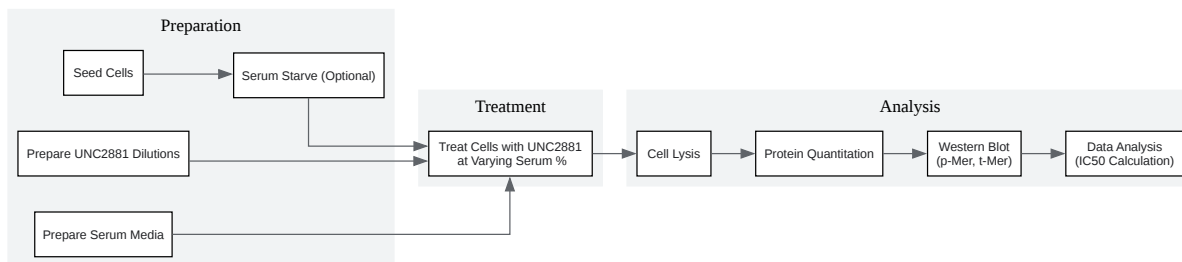 Preparation
Seed Cells
Serum Starve (Optional)
Prepare UNC2881 Dilutions
Prepare Serum Media
Treatment
Treat Cells with UNC2881
at Varying Serum %
Analysis
Cell Lysis
Protein Quantitation
Western Blot
(p-Mer, t-Mer)
Data Analysis
(IC50 Calculation)